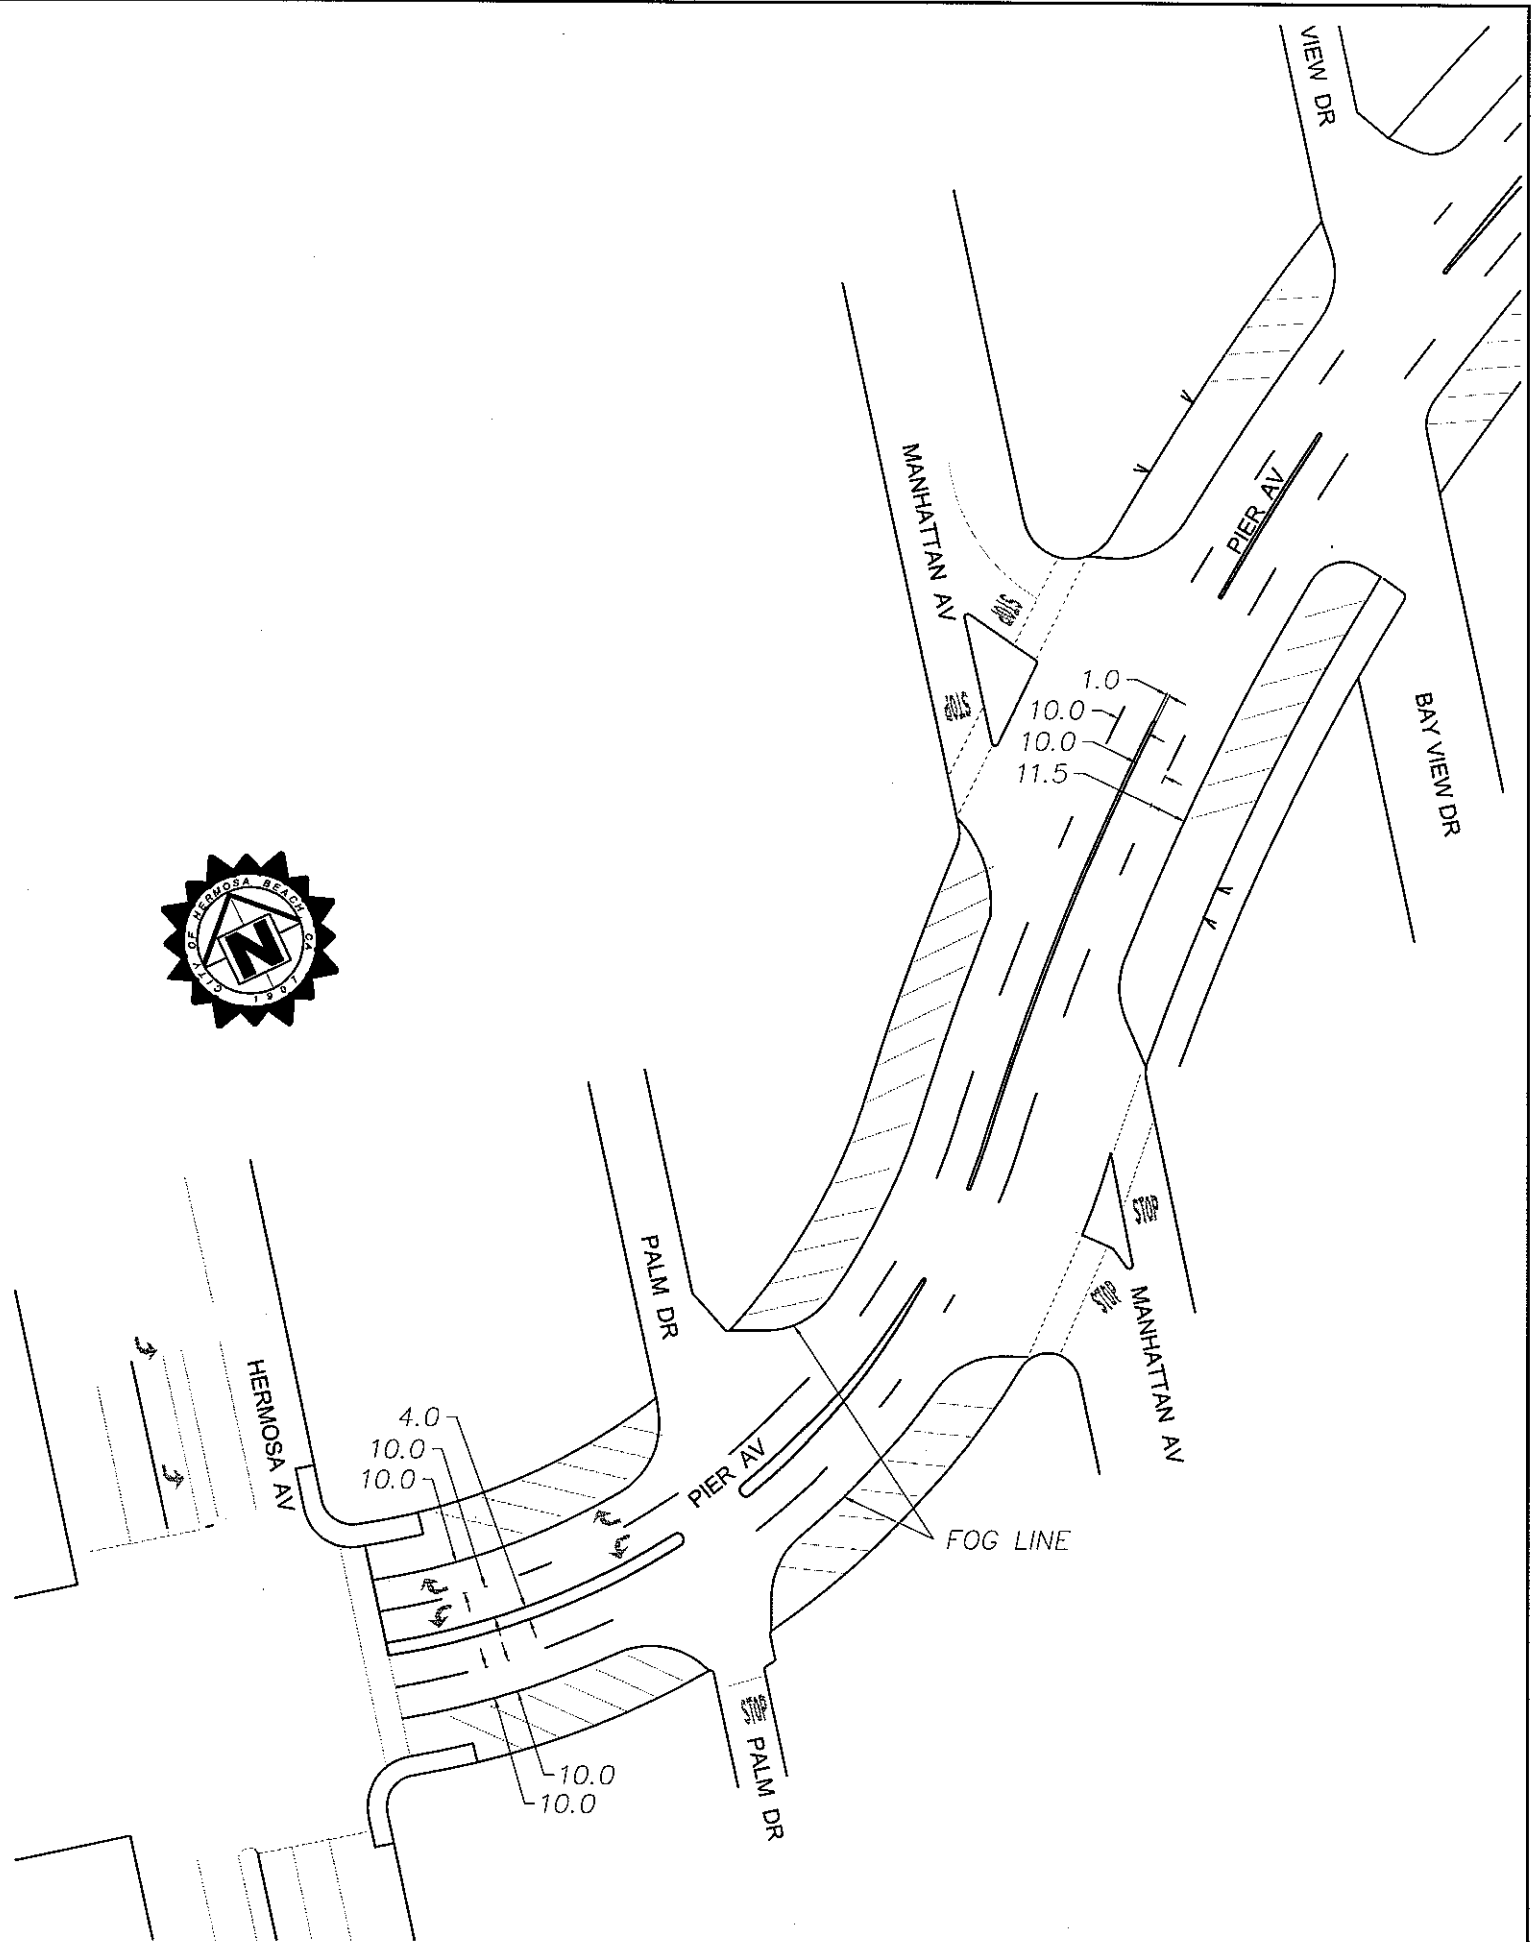 VIEW DR
MANHATTAN AV
PIER AV
STOP
STOP
1.0
10.0
10.0
11.5
BAY VIEW DR
CITY OF HERMOSA BEACH CA
1907
N
PALM DR
STOP
MANHATTAN AV
HERMOSA AV
4.0
10.0
10.0
PIER AV
FOG LINE
10.0
10.0
PALM DR